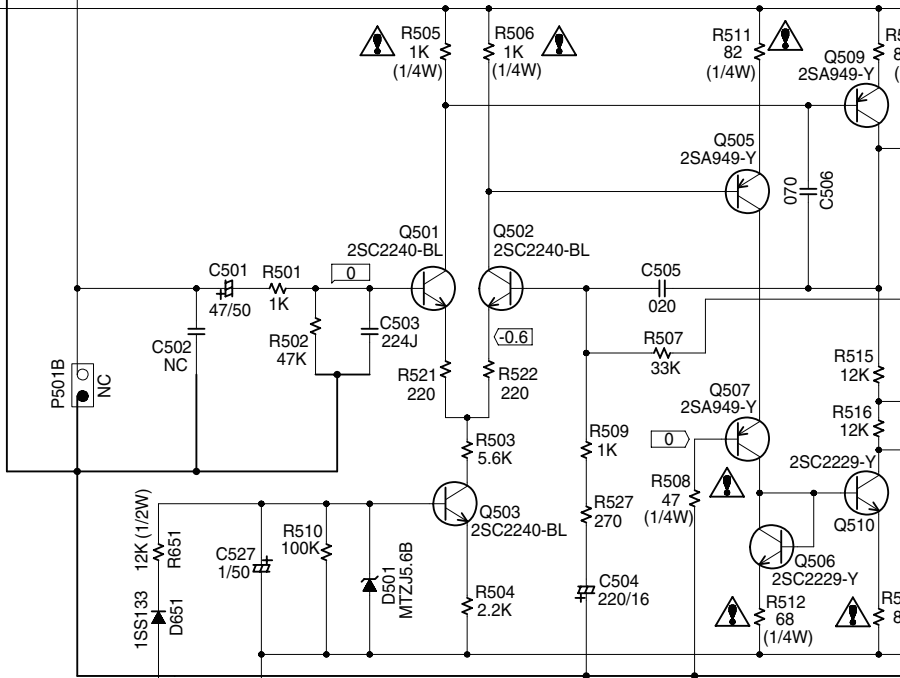 R505
1K
(1/4W)
R506
1K
(1/4W)
R511
82
(1/4W)
Q509
2SA949-Y
Q505
2SA949-Y
070
C506
Q501
2SC2240-BL
Q502
2SC2240-BL
C501
47/50
R501
1K
0
C505
020
C502
NC
R502
47K
C503
224J
-0.6
R507
33K
P501B
NC
R521
220
R522
220
R515
12K
Q507
2SA949-Y
R516
12K
R503
5.6K
R509
1K
0
2SC2229-Y
Q510
R508
47
(1/4W)
12K (1/2W)
R651
C527
1/50
R510
100K
Q503
2SC2240-BL
R527
270
D501
MTZJ5.6B
Q506
2SC2229-Y
1SS133
D651
R504
2.2K
C504
220/16
R512
68
(1/4W)